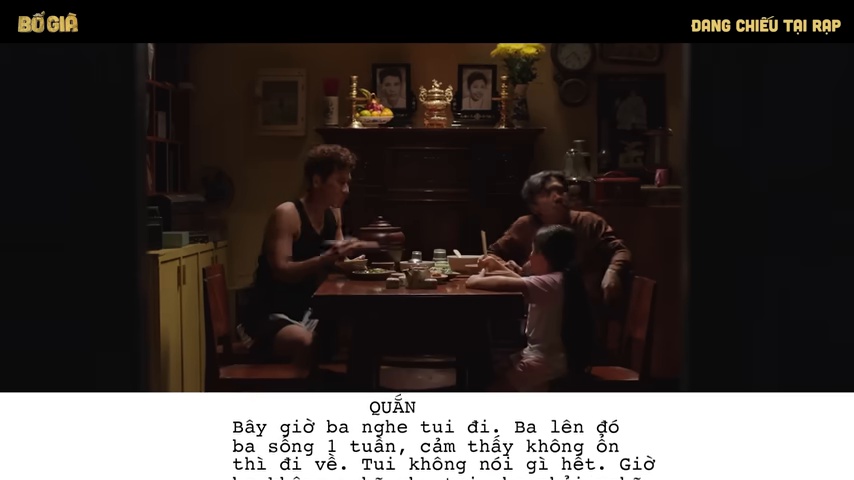 BỐ GIÀ
ĐANG CHIẾU TẠI RẠP
QUẮN
Bây giờ ba nghe tui đi. Ba lên đó
ba sống 1 tuần, cảm thấy không ổn
thì đi về. Tui không nói gì hết. Giờ